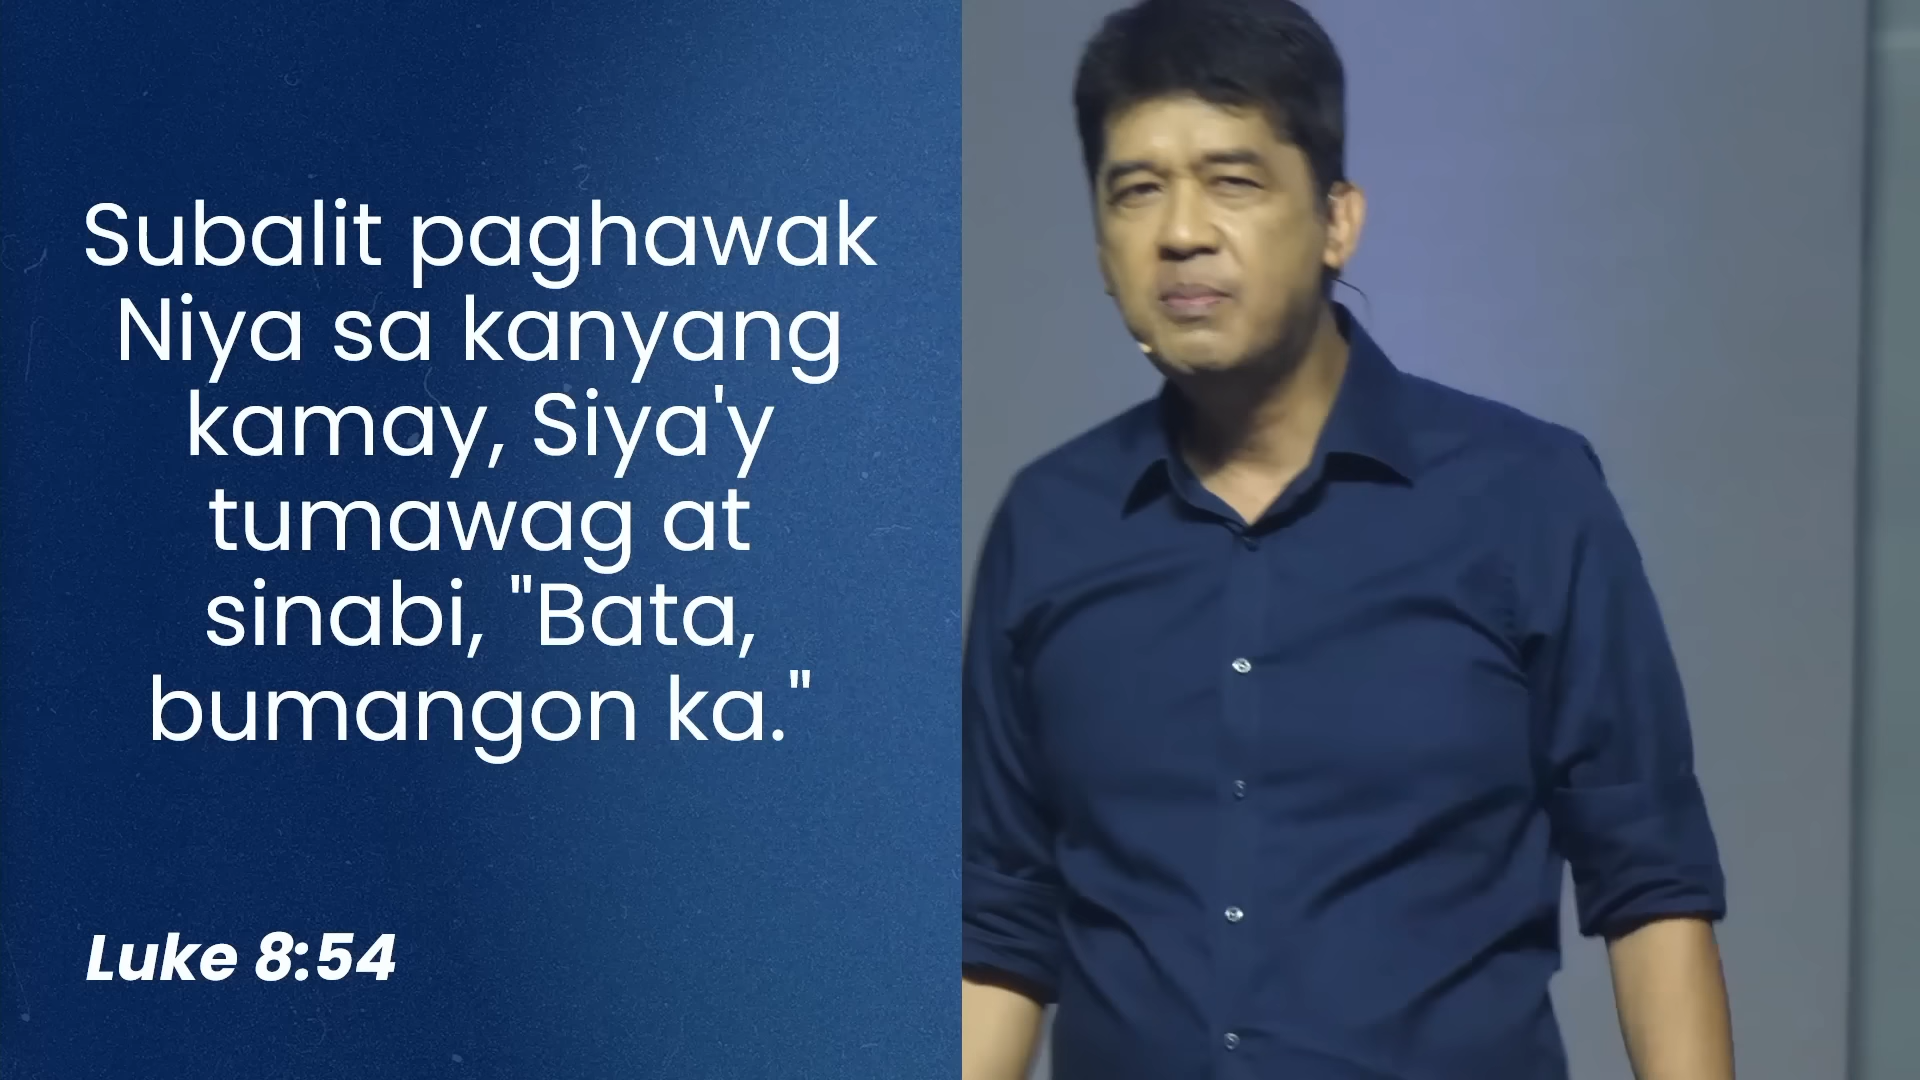 Subalit paghawak
Niya sa kanyang
kamay, Siya'y
tumawag at
sinabi, "Bata,
bumangon ka."
Luke 8:54